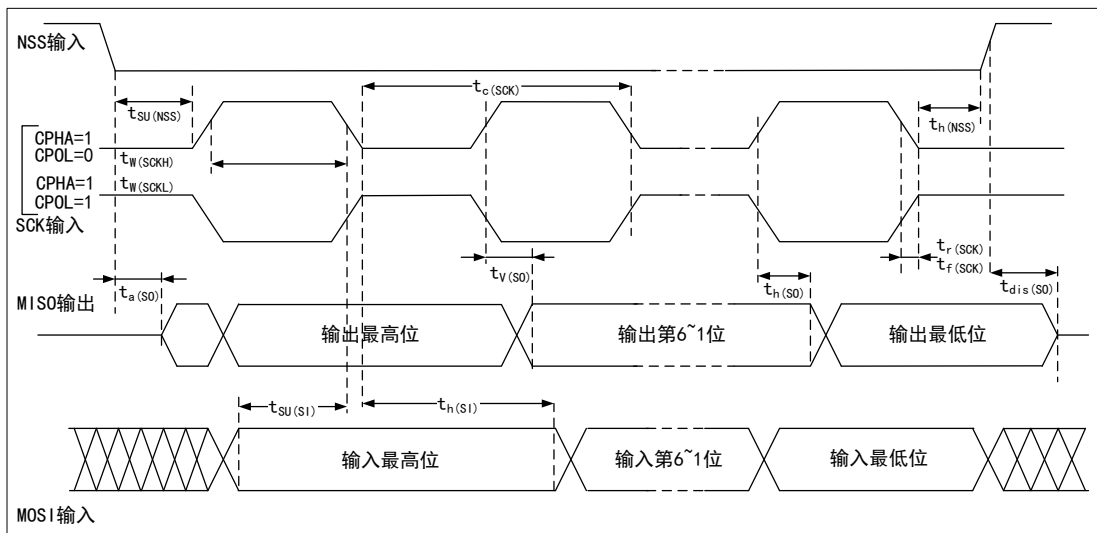 NSS输入
tSU(NSS)
tc(SCK)
th(NSS)
CPHA=1
CPOL=0
tW(SCKH)
CPHA=1
tW(SCKL)
CPOL=1
SCK输入
tV(SO)
tr(SCK)
tf(SCK)
ta(SO)
th(SO)
tdis(SO)
MISO输出
输出最高位
输出第6~1位
输出最低位
tSU(SI)
th(SI)
输入最高位
输入第6~1位
输入最低位
MOSI输入